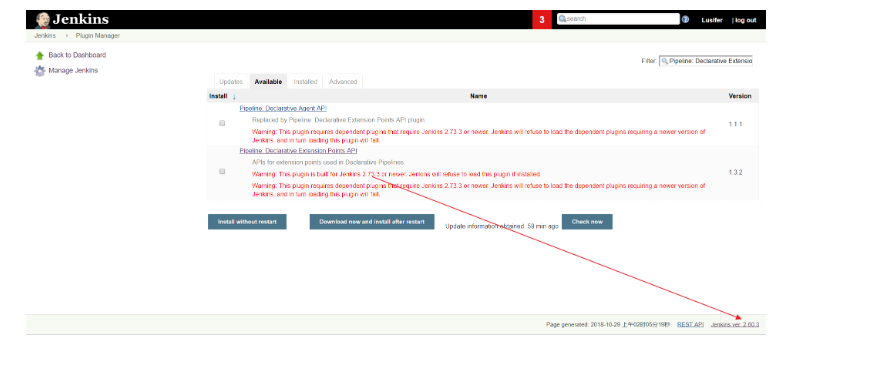 Jenkins
3
search
Lusifer
| log out
Jenkins
Plugin Manager
Back to Dashboard
Manage Jenkins
Filter: Pipeline: Declarative Extensio
Updates
Available
Installed
Advanced
Install ↓
Name
Version
Pipeline: Declarative Agent API
Replaced by Pipeline: Declarative Extension Points API plugin.
Warning: This plugin requires dependent plugins that require Jenkins 2.73.3 or newer. Jenkins will refuse to load the dependent plugins requiring a newer version of
Jenkins, and in turn loading this plugin will fail.
1.1.1
Pipeline: Declarative Extension Points API
APIs for extension points used in Declarative Pipelines.
Warning: This plugin is built for Jenkins 2.73.3 or newer. Jenkins will refuse to load this plugin if installed.
Warning: This plugin requires dependent plugins that require Jenkins 2.73.3 or newer. Jenkins will refuse to load the dependent plugins requiring a newer version of
Jenkins, and in turn loading this plugin will fail.
1.3.2
Install without restart
Download now and install after restart
Update information obtained: 59 min ago
Check now
Page generated: 2018-10-29 上午02时05分19秒
REST API
Jenkins ver. 2.60.3